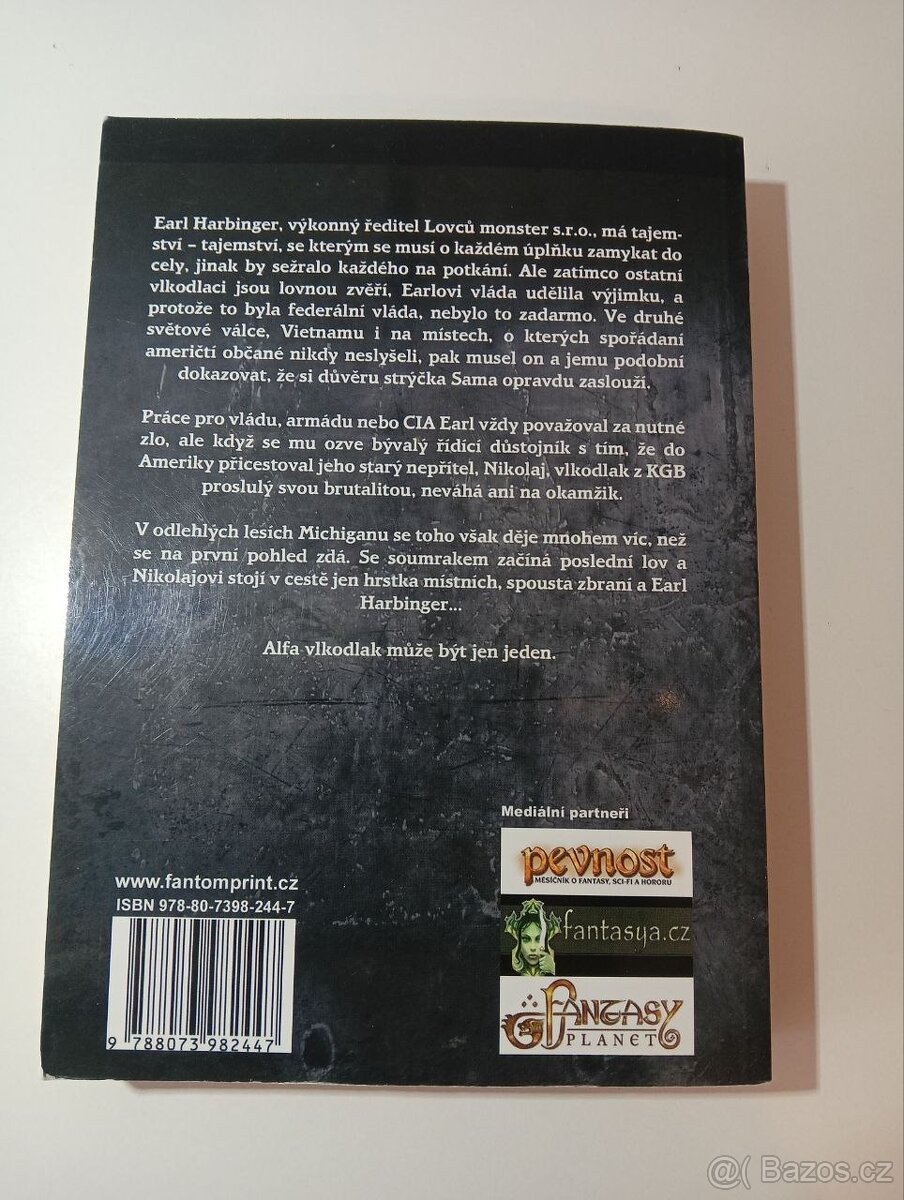 Earl Harbinger, výkonný ředitel Lovců monster s.r.o., má tajem-
ství – tajemství, se kterým se musí o každém úplňku zamykat do
cely, jinak by sežralo každého na potkání. Ale zatímco ostatní
vlkodlaci jsou lovnou zvěří, Earlovi vláda udělila výjimku, a
protože to byla federální vláda, nebylo to zadarmo. Ve druhé
světové válce, Vietnamu i na místech, o kterých spořádaní
američtí občané nikdy neslyšeli, pak musel on a jemu podobní
dokazovat, že si důvěru strýčka Sama opravdu zaslouží.
Práce pro vládu, armádu nebo CIA Earl vždy považoval za nutné
zlo, ale když se mu ozve bývalý řídící důstojník s tím, že do
Ameriky přicestoval jeho starý nepřítel, Nikolaj, vlkodlak z KGB
proslulý svou brutalitou, neváhá ani na okamžik.
V odlehlých lesích Michiganu se toho však děje mnohem víc, než
se na první pohled zdá. Se soumrakem začíná poslední lov a
Nikolajovi stojí v cestě jen hrstka místních, spousta zbraní a Earl
Harbinger...
Alfa vlkodlak může být jen jeden.
Mediální partneři
pevnost
MĚSÍČNÍK O FANTASY, SCI-FI A HORORU
fantasya.cz
FANTASY
PLANET
www.fantomprint.cz
ISBN 978-80-7398-244-7
9 788073 982447
@( Bazos.cz